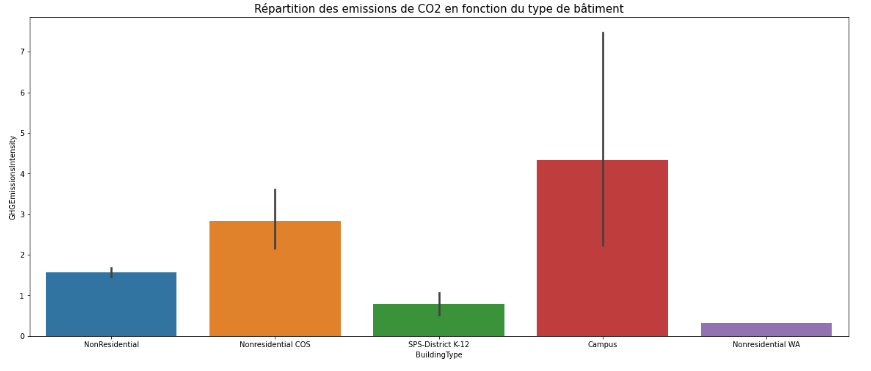 Répartition des emissions de CO2 en fonction du type de bâtiment
7
6
5
4
3
2
1
0
GHGEmissionsIntensity
NonResidential
Nonresidential COS
SPS-District K-12
Campus
Nonresidential WA
BuildingType